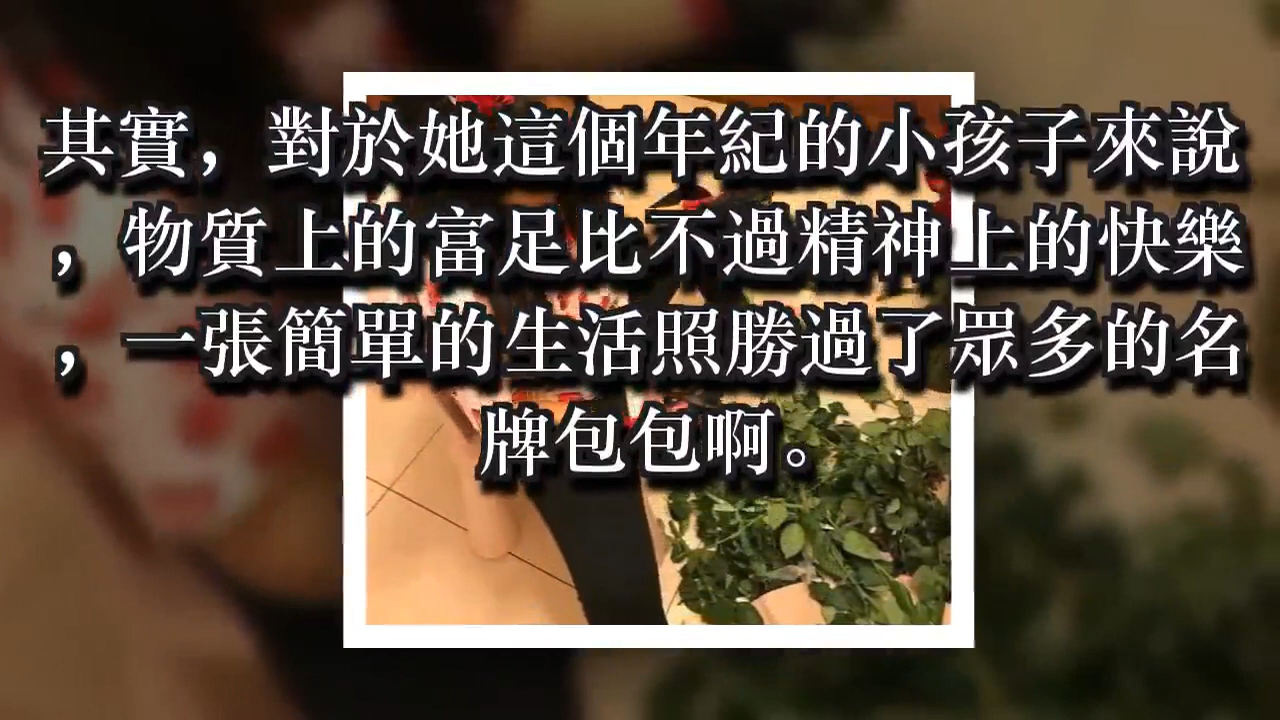 其實，對於她這個年紀的小孩子來說
，物質上的富足比不過精神上的快樂
，一張簡單的生活照勝過了眾多的名
牌包包啊。